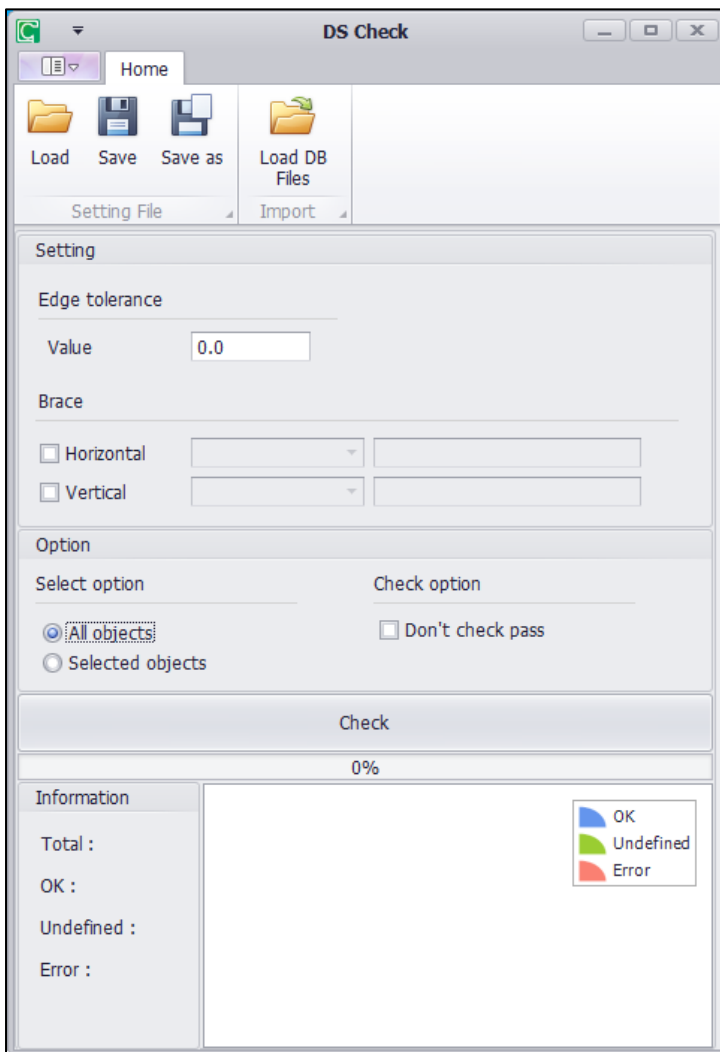 DS Check
Home
Load Save Save as Load DB Files
Setting File Import
Setting
Edge tolerance
Value 0.0
Brace
Horizontal
Vertical
Option
Select option Check option
All objects Don't check pass
Selected objects
Check
0%
Information
Total :
OK :
Undefined :
Error :
OK
Undefined
Error